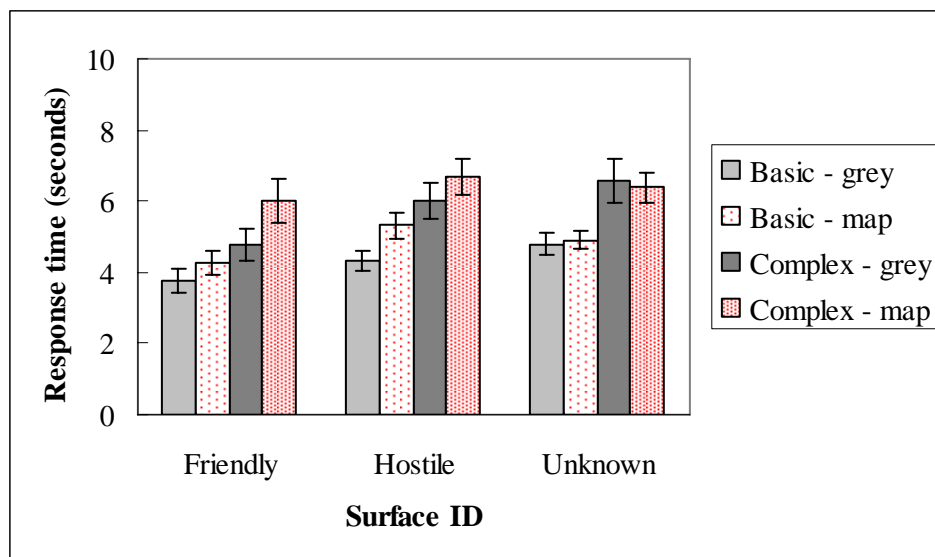 10
8
6
4
2
0
Response time (seconds)
Friendly Hostile Unknown
Surface ID
Basic - grey
Basic - map
Complex - grey
Complex - map